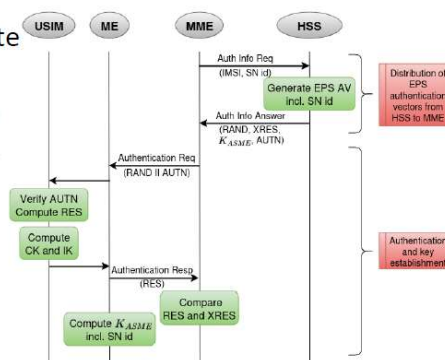 te
USIM ME MME HSS
Auth Info Req
(IMSI, SN id)
Generate EPS AV
incl. SN id
Auth Info Answer
(RAND, XRES,
K_ASME, AUTN)
Distribution of
EPS
authentication
vectors from
HSS to MME
Authentication Req
(RAND II AUTN)
Verify AUTN
Compute RES
Compute
CK and IK
Authentication Resp
(RES)
Compare
RES and XRES
Compute K_ASME
incl. SN id
Authentication
and key
establishment